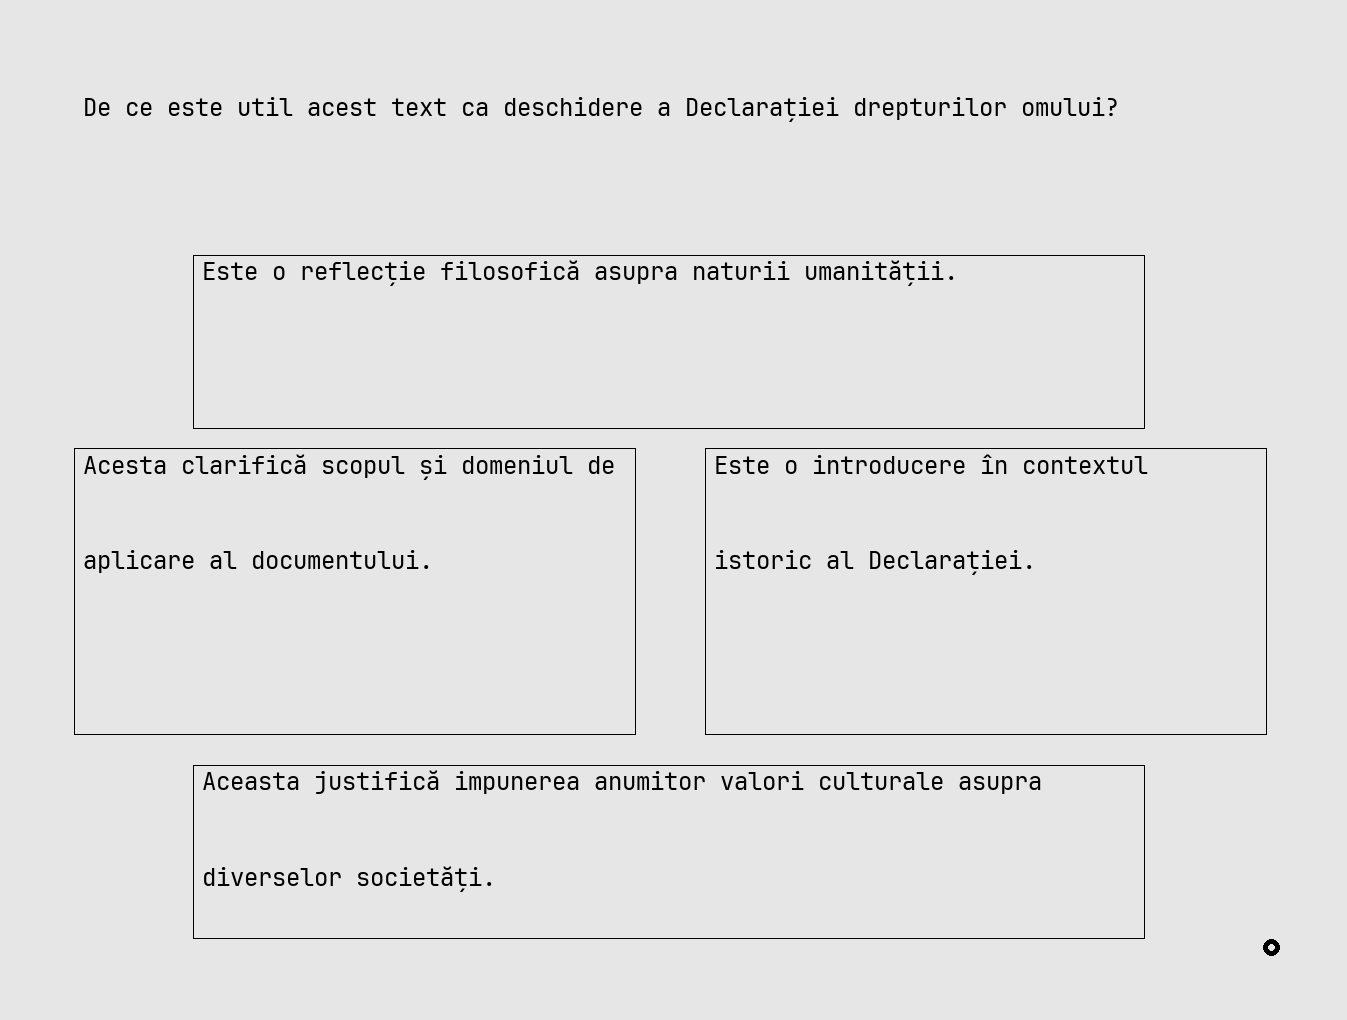 De ce este util acest text ca deschidere a Declarației drepturilor omului?
Este o reflecție filosofică asupra naturii umanității.
Acesta clarifică scopul și domeniul de
aplicare al documentului.
Este o introducere în contextul
istoric al Declarației.
Aceasta justifică impunerea anumitor valori culturale asupra
diverselor societăți.